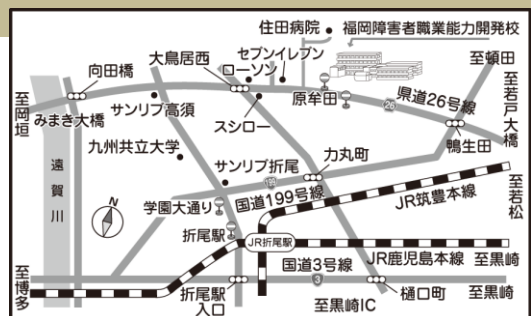 住田病院
福岡障害者職業能力開発校
セブンイレブン
ローソン
大鳥居西
向田橋
至頓田
至岡垣
みまき大橋
サンリブ高須
スシロー
原牟田
26
県道26号線
至若戸大橋
鴨生田
九州共立大学
サンリブ折尾
力丸町
遠賀川
N
199
国道199号線
学園大通り
JR筑豊本線
至若松
折尾駅
JR折尾駅
JR鹿児島本線
至黒崎
至博多
国道3号線
3
至黒崎
折尾駅
入口
至黒崎IC
樋口町